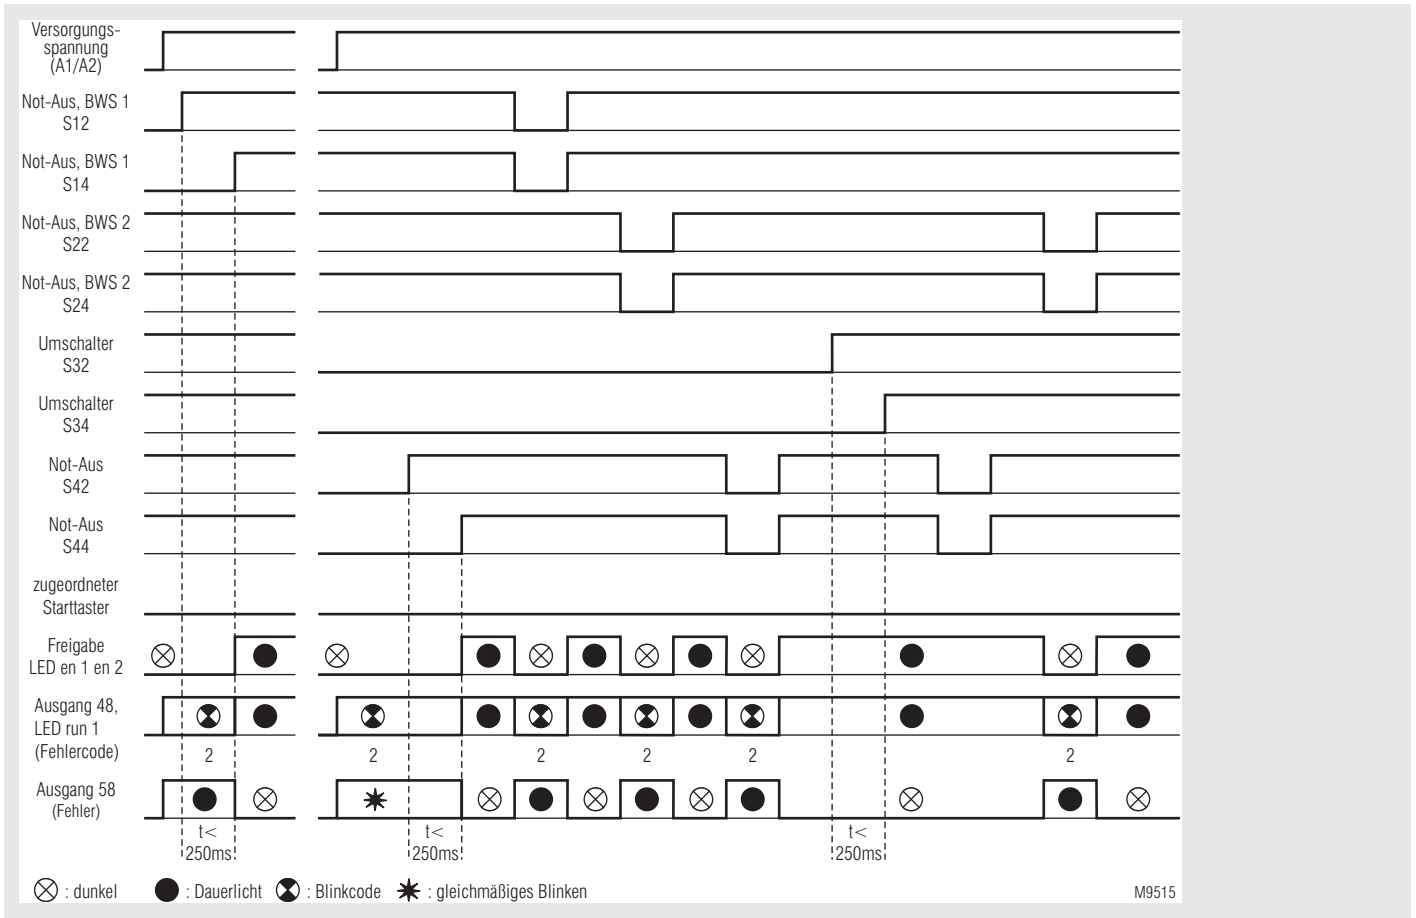 Versorgungs-
spannung
(A1/A2)
Not-Aus, BWS 1
S12
Not-Aus, BWS 1
S14
Not-Aus, BWS 2
S22
Not-Aus, BWS 2
S24
Umschalter
S32
Umschalter
S34
Not-Aus
S42
Not-Aus
S44
zugeordneter
Starttaster
Freigabe
LED en 1 en 2
Ausgang 48,
LED run 1
(Fehlercode)
2 2 2 2 2 2
Ausgang 58
(Fehler)
t< t< t<
250ms 250ms 250ms
: dunkel : Dauerlicht : Blinkcode : gleichmäßiges Blinken
M9515